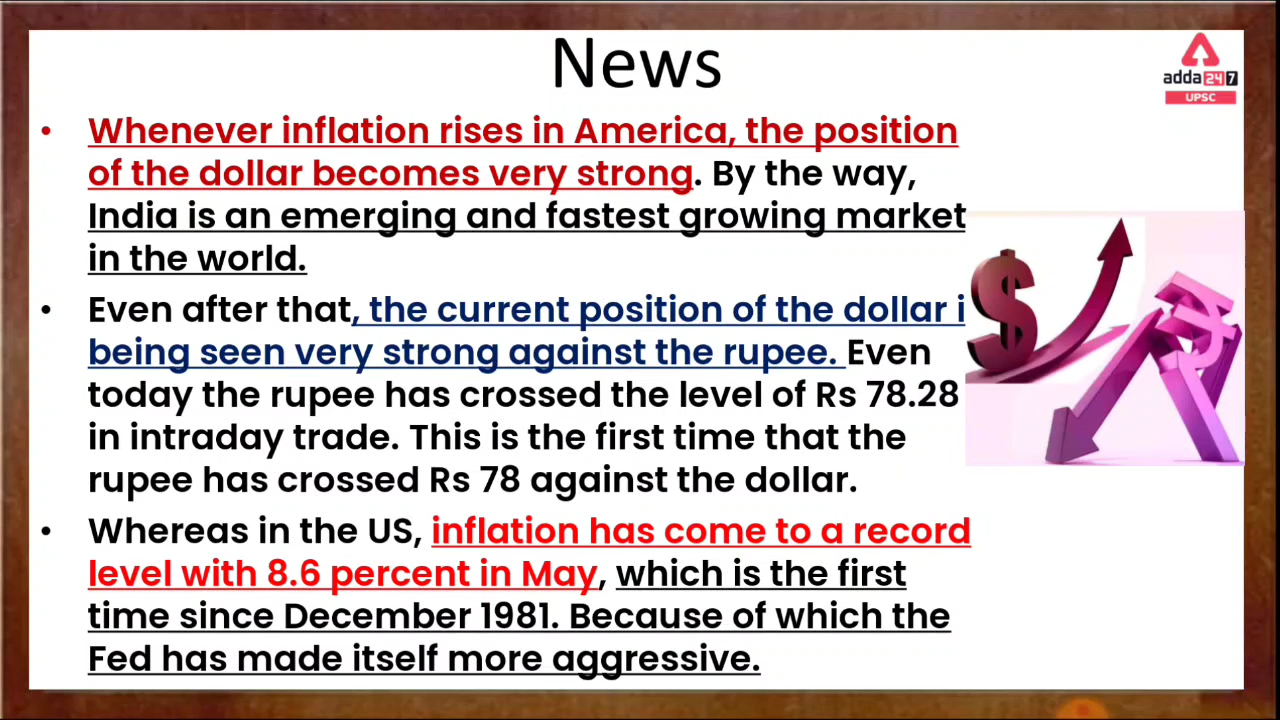 News
adda247
UPSC
• Whenever inflation rises in America, the position
of the dollar becomes very strong. By the way,
India is an emerging and fastest growing market
in the world.
• Even after that, the current position of the dollar i
being seen very strong against the rupee. Even
today the rupee has crossed the level of Rs 78.28
in intraday trade. This is the first time that the
rupee has crossed Rs 78 against the dollar.
• Whereas in the US, inflation has come to a record
level with 8.6 percent in May, which is the first
time since December 1981. Because of which the
Fed has made itself more aggressive.